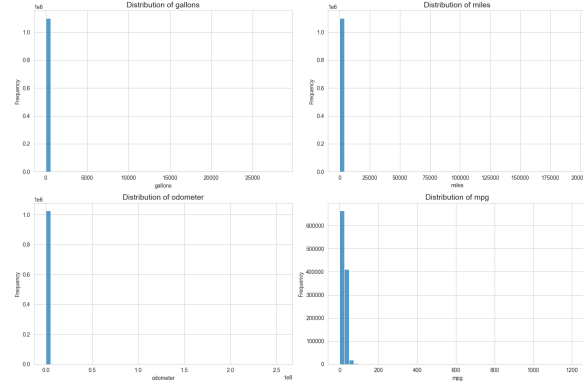 Distribution of gallons
1e6
1.0
0.8
0.6
0.4
0.2
0.0
Frequency
0 5000 10000 15000 20000 25000
gallons
Distribution of miles
1e6
1.0
0.8
0.6
0.4
0.2
0.0
Frequency
0 25000 50000 75000 100000 125000 150000 175000
miles
Distribution of odometer
1e6
1.0
0.8
0.6
0.4
0.2
0.0
Frequency
0.0 0.5 1.0 1.5 2.0 2.5
1e8
odometer
Distribution of mpg
600000
500000
400000
300000
200000
100000
0
Frequency
0 200 400 600 800 1000 1200
mpg